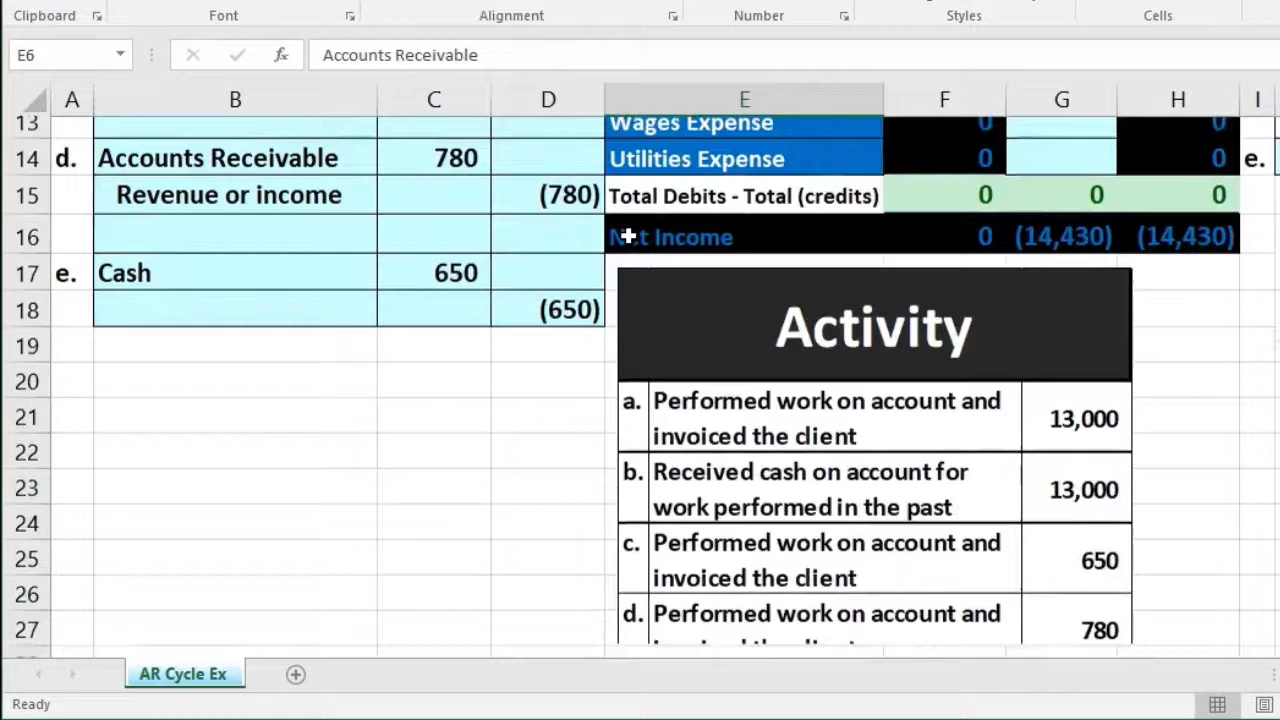 Clipboard Font Alignment Number Styles Cells
E6 fx Accounts Receivable
A B C D E F G H I
13 Wages Expense 0 0
14 d. Accounts Receivable 780 Utilities Expense 0 0 e.
15 Revenue or income (780) Total Debits - Total (credits) 0 0 0
16 Net Income 0 (14,430) (14,430)
17 e. Cash 650
18 (650)
Activity
19
20
21 a. Performed work on account and 13,000
22 invoiced the client
23 b. Received cash on account for 13,000
24 work performed in the past
25 c. Performed work on account and 650
26 invoiced the client
27 d. Performed work on account and 780
AR Cycle Ex
Ready